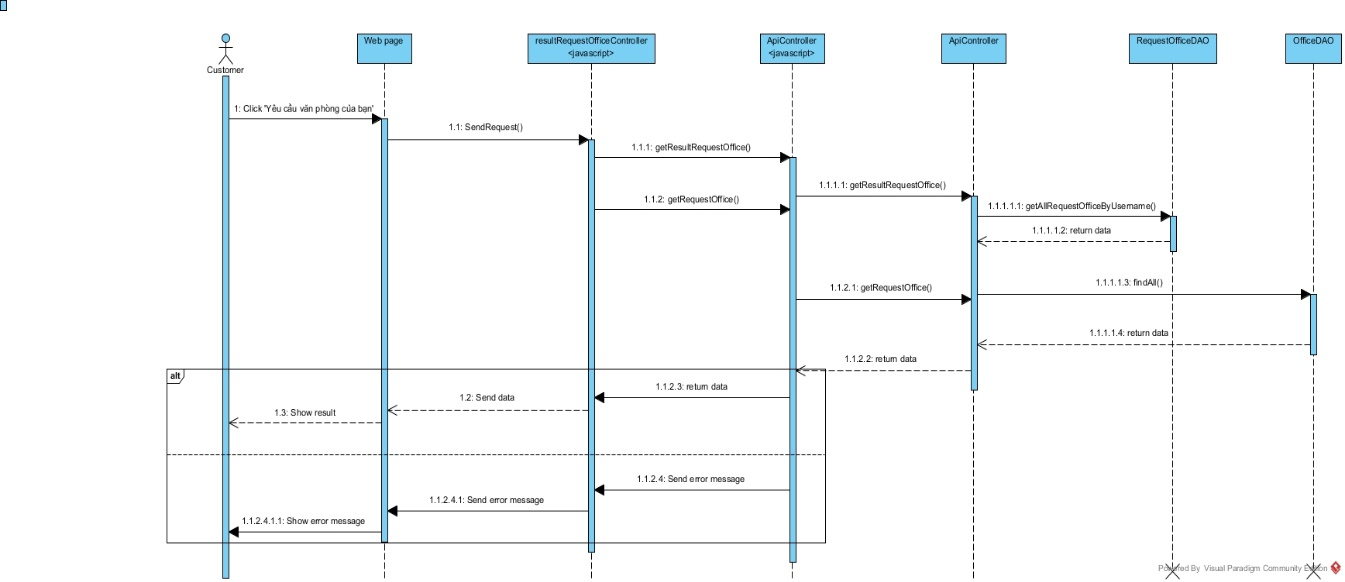 Web page
resultRequestOfficeController
<javascript>
ApiController
<javascript>
ApiController
RequestOfficeDAO
OfficeDAO
Customer
1: Click "Yêu cầu văn phòng của bạn"
1.1: SendRequest()
1.1.1: getResultRequestOffice()
1.1.1.1: getResultRequestOffice()
1.1.2: getRequestOffice()
1.1.1.1.1: getAllRequestOfficeByUsername()
1.1.1.1.2: return data
1.1.2.1: getRequestOffice()
1.1.1.1.3: findAll()
1.1.1.1.4: return data
1.1.2.2: return data
alt
1.1.2.3: return data
1.2: Send data
1.3: Show result
1.1.2.4: Send error message
1.1.2.4.1: Send error message
1.1.2.4.1.1: Show error message
Powered By Visual Paradigm Community Edition